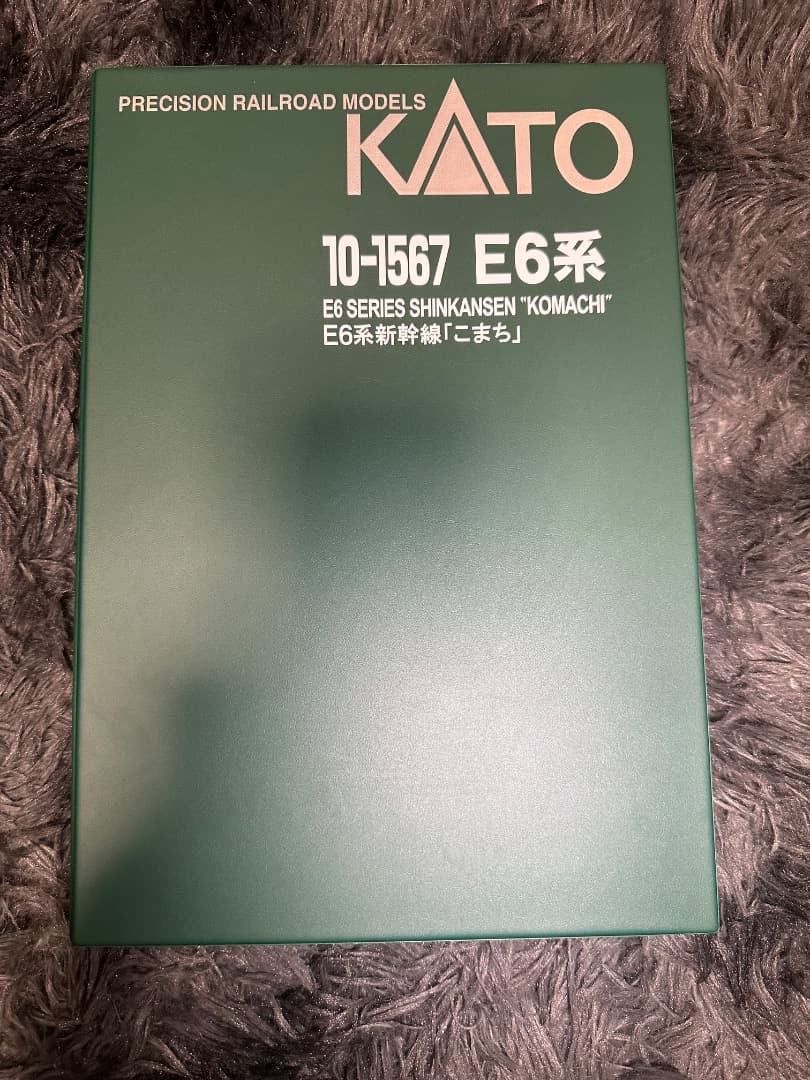 PRECISION RAILROAD MODELS
KATO
10-1567 E6系
E6 SERIES SHINKANSEN "KOMACHI"
E6系新幹線「こまち」